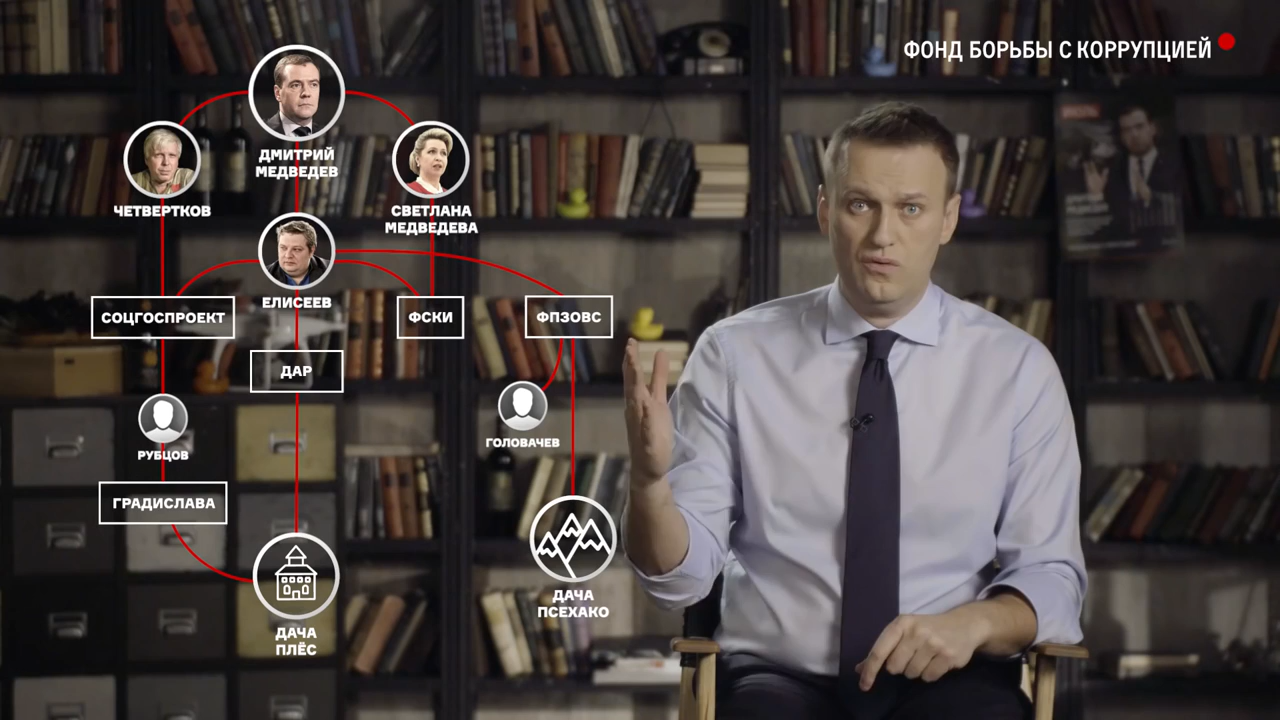 ФОНД БОРЬБЫ С КОРРУПЦИЕЙ
ДМИТРИЙ
МЕДВЕДЕВ
ЧЕТВЕРТКОВ
СВЕТЛАНА
МЕДВЕДЕВА
ЕЛИСЕЕВ
СОЦГОСПРОЕКТ
ФСКИ
ФПЗОВС
ДАР
РУБЦОВ
ГОЛОВАЧЕВ
ГРАДИСЛАВА
ДАЧА
ПСЕХАКО
ДАЧА
ПЛЁС